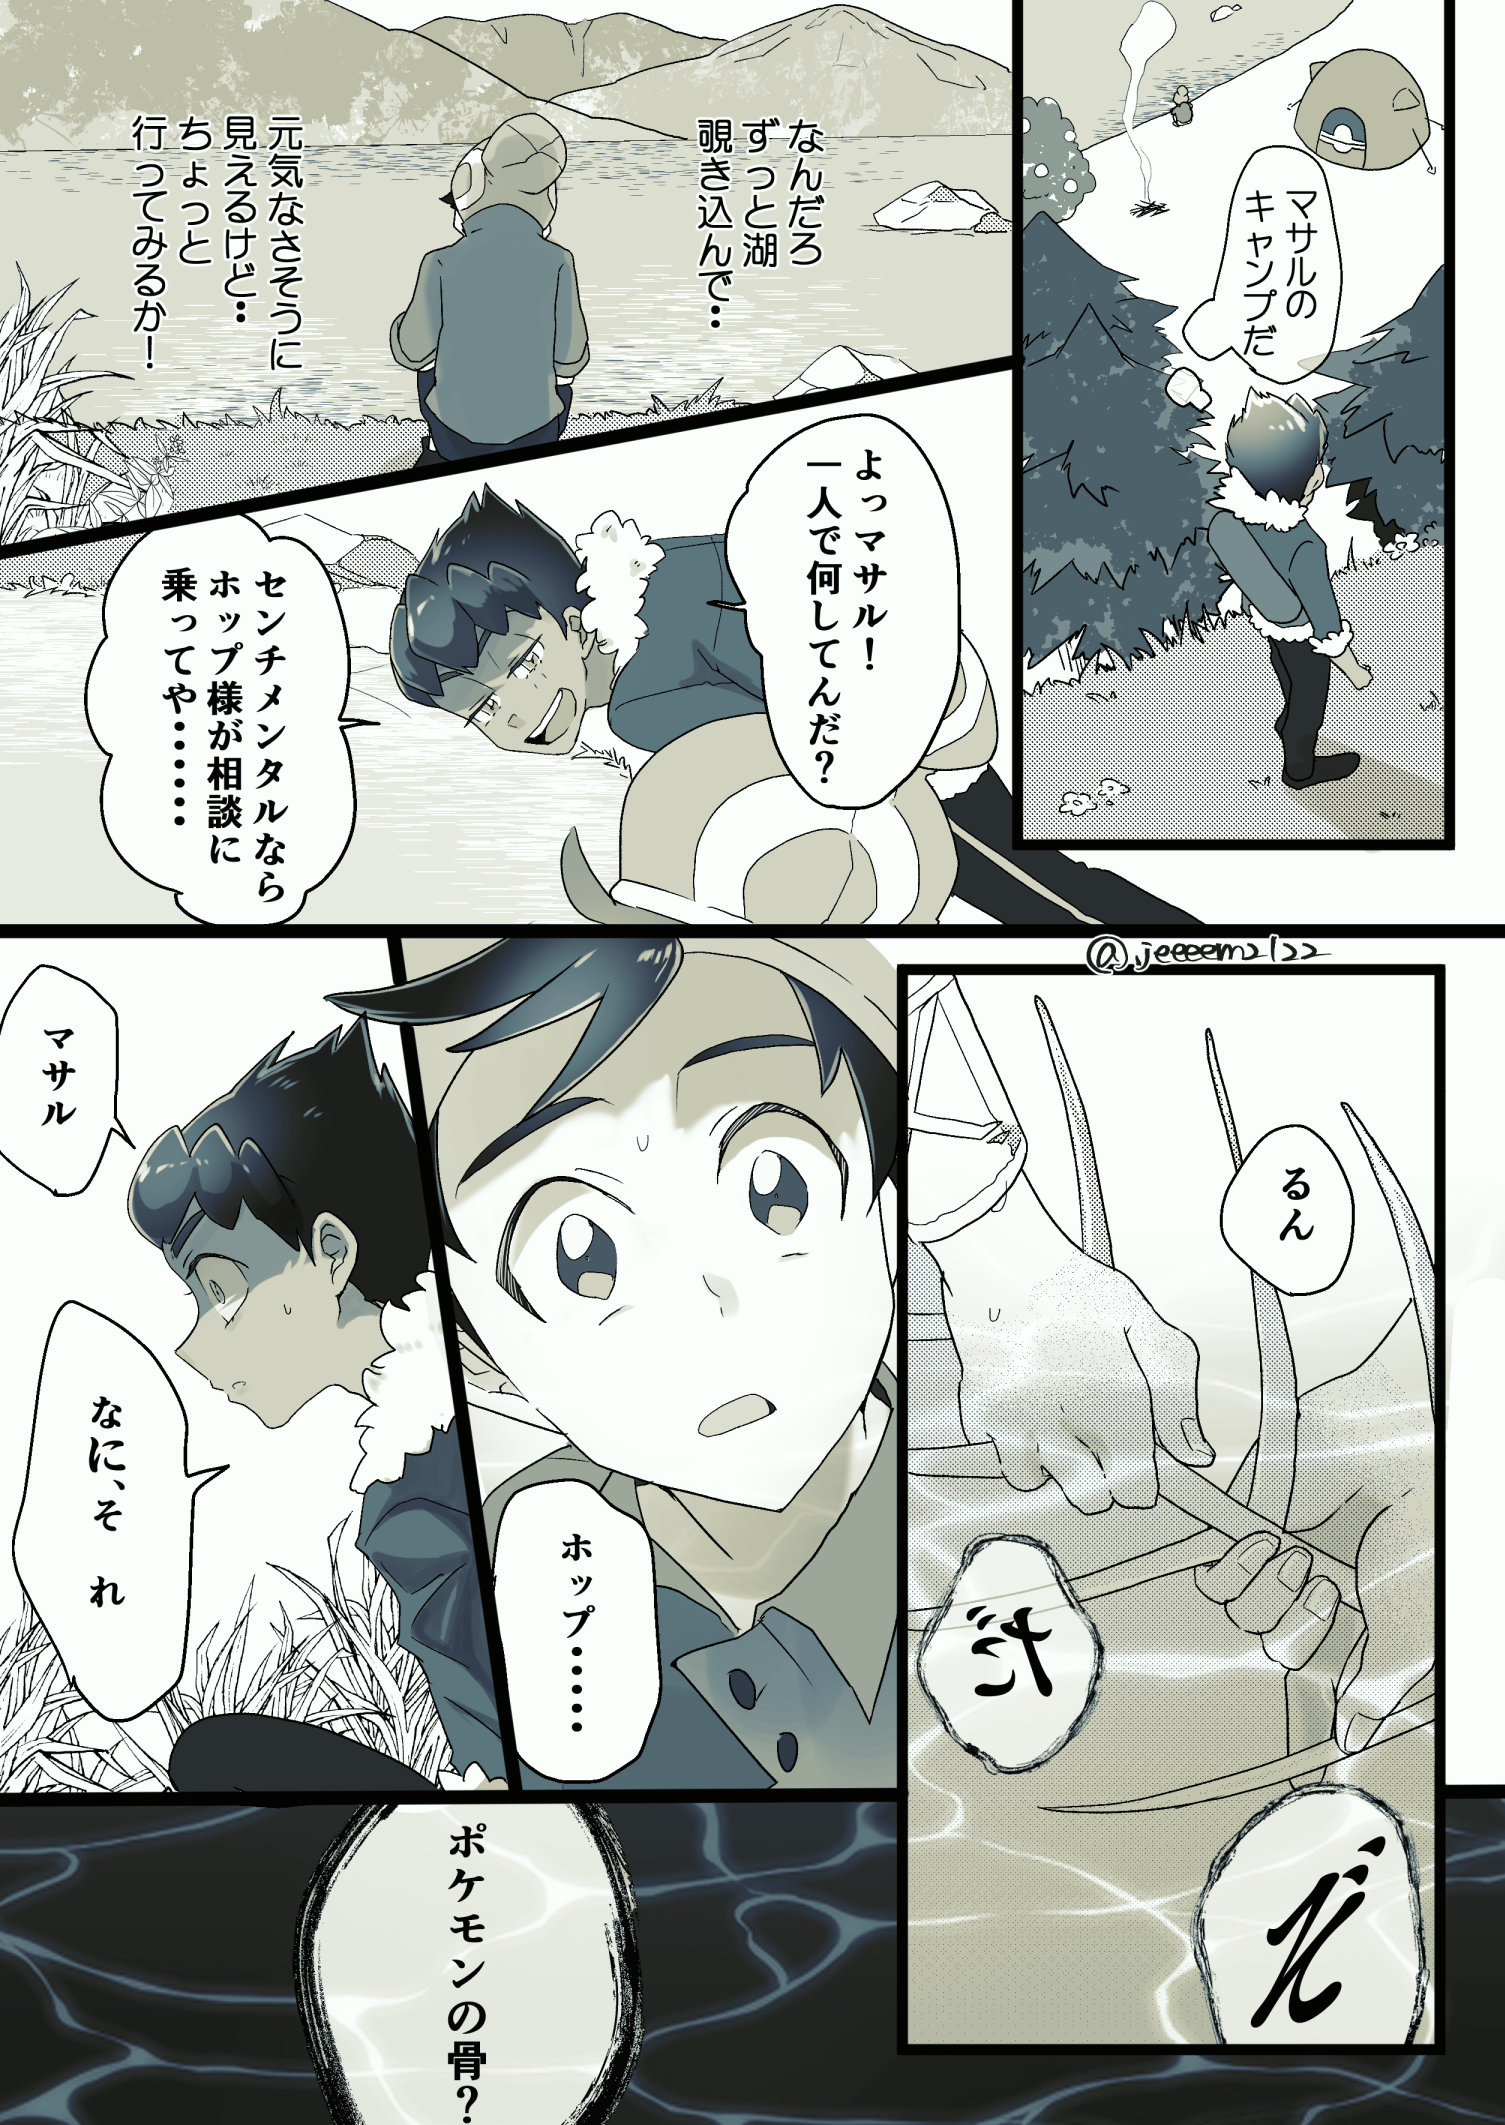 マサルの
キャンプだ
なんだろ
ずっと湖
覗き込んで・・
元気なさそうに
見えるけど・・
ちょっと
行ってみるか！
よっマサル！
一人で何してんだ？
センチメンタルなら
ホップ様が相談に
乗ってや・・・・・・
@jeeeem2122
るん
だ
ホップ・・・・・・
マサル
なに、そ れ
ポケモンの骨？